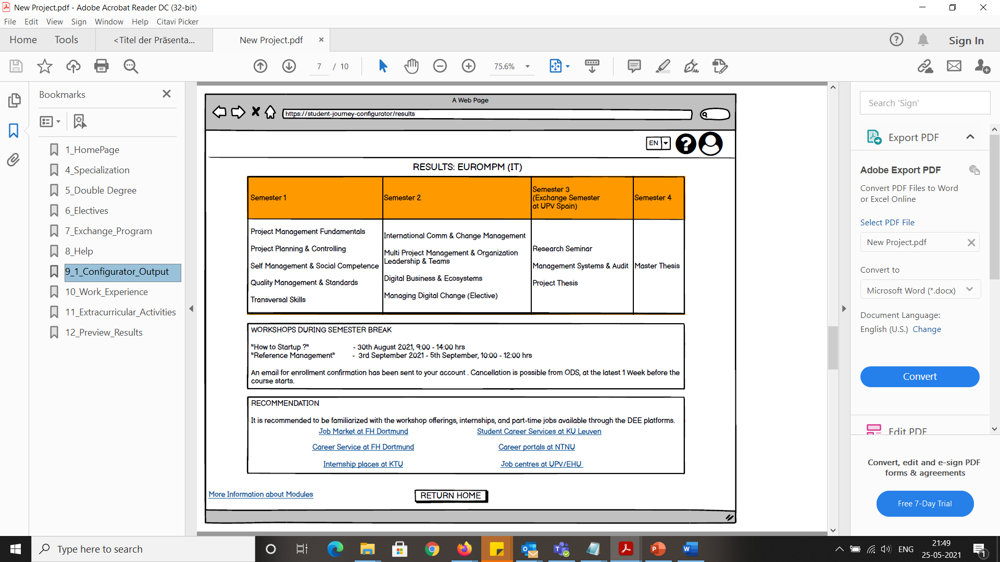 New Project.pdf - Adobe Acrobat Reader DC (32-bit)
File Edit View Sign Window Help Citavi Picker
Home Tools <Titel der Präsenta... New Project.pdf × Sign In
7 / 10 75.6%
Bookmarks
1_HomePage
4_Specialization
5_Double Degree
6_Electives
7_Exchange_Program
8_Help
9_1_Configurator_Output
10_Work_Experience
11_Extracurricular_Activities
12_Preview_Results
A Web Page
https://student-journey-configurator/results
EN
?
RESULTS: EUROMPM (IT)
Semester 1
Semester 2
Semester 3
(Exchange Semester
at UPV Spain)
Semester 4
Project Management Fundamentals
Project Planning & Controlling
Self Management & Social Competence
Quality Management & Standards
Transversal Skills
International Comm & Change Management
Multi Project Management & Organization
Leadership & Teams
Digital Business & Ecosystems
Managing Digital Change (Elective)
Research Seminar
Management Systems & Audit
Project Thesis
Master Thesis
WORKSHOPS DURING SEMESTER BREAK
"How to Startup ?" - 30th August 2021, 9:00 - 14:00 hrs
"Reference Management" - 3rd September 2021 - 5th September, 10:00 - 12:00 hrs
An email for enrollment confirmation has been sent to your account . Cancellation is possible from ODS, at the latest 1 Week before the
course starts.
RECOMMENDATION
It is recommended to be familiarized with the workshop offerings, internships, and part-time jobs available through the DEE platforms.
Job Market at FH Dortmund Student Career Services at KU Leuven
Career Service at FH Dortmund Career portals at NTNU
Internship places at KTU Job centres at UPV/EHU
More Information about Modules
RETURN HOME
Search 'Sign'
Export PDF
Adobe Export PDF
Convert PDF Files to Word
or Excel Online
Select PDF File
New Project.pdf
Convert to
Microsoft Word (*.docx)
Document Language:
English (U.S.) Change
Convert
Edit PDF
Convert, edit and e-sign PDF
forms & agreements
Free 7-Day Trial
Type here to search
ENG
21:49
25-05-2021
1